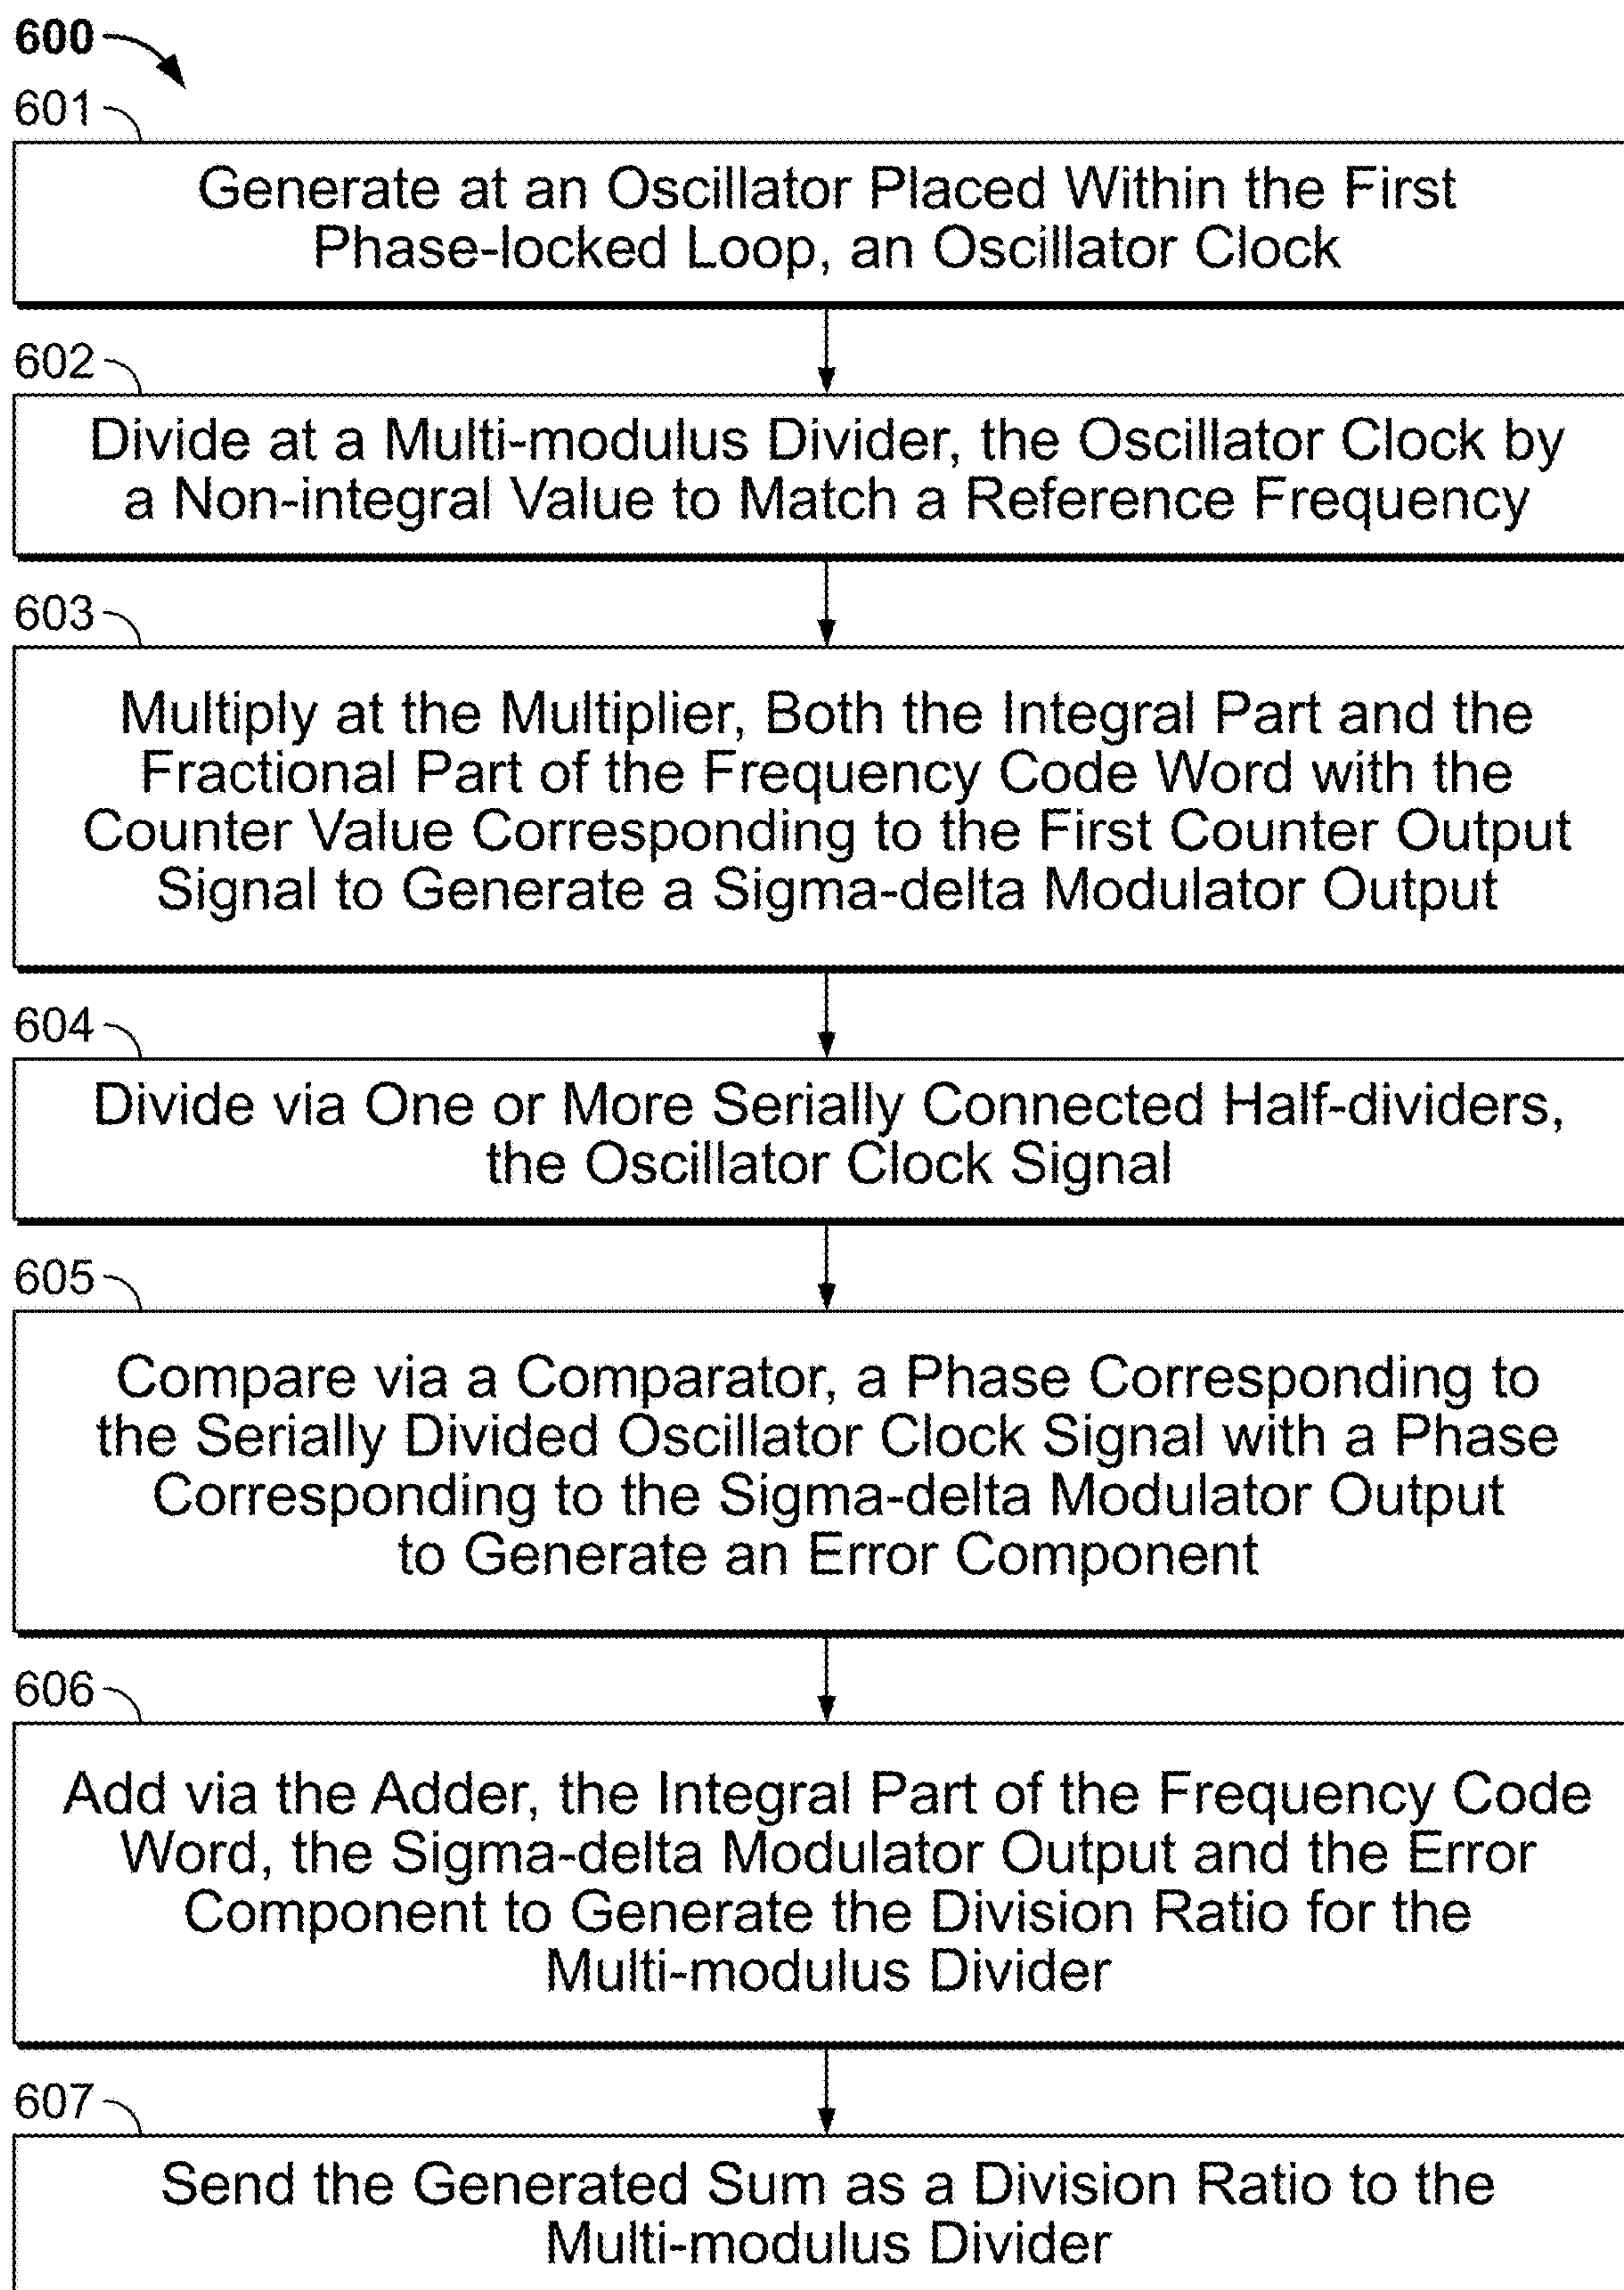 600
601
Generate at an Oscillator Placed Within the First
Phase-locked Loop, an Oscillator Clock
602
Divide at a Multi-modulus Divider, the Oscillator Clock by
a Non-integral Value to Match a Reference Frequency
603
Multiply at the Multiplier, Both the Integral Part and the
Fractional Part of the Frequency Code Word with the
Counter Value Corresponding to the First Counter Output
Signal to Generate a Sigma-delta Modulator Output
604
Divide via One or More Serially Connected Half-dividers,
the Oscillator Clock Signal
605
Compare via a Comparator, a Phase Corresponding to
the Serially Divided Oscillator Clock Signal with a Phase
Corresponding to the Sigma-delta Modulator Output
to Generate an Error Component
606
Add via the Adder, the Integral Part of the Frequency Code
Word, the Sigma-delta Modulator Output and the Error
Component to Generate the Division Ratio for the
Multi-modulus Divider
607
Send the Generated Sum as a Division Ratio to the
Multi-modulus Divider